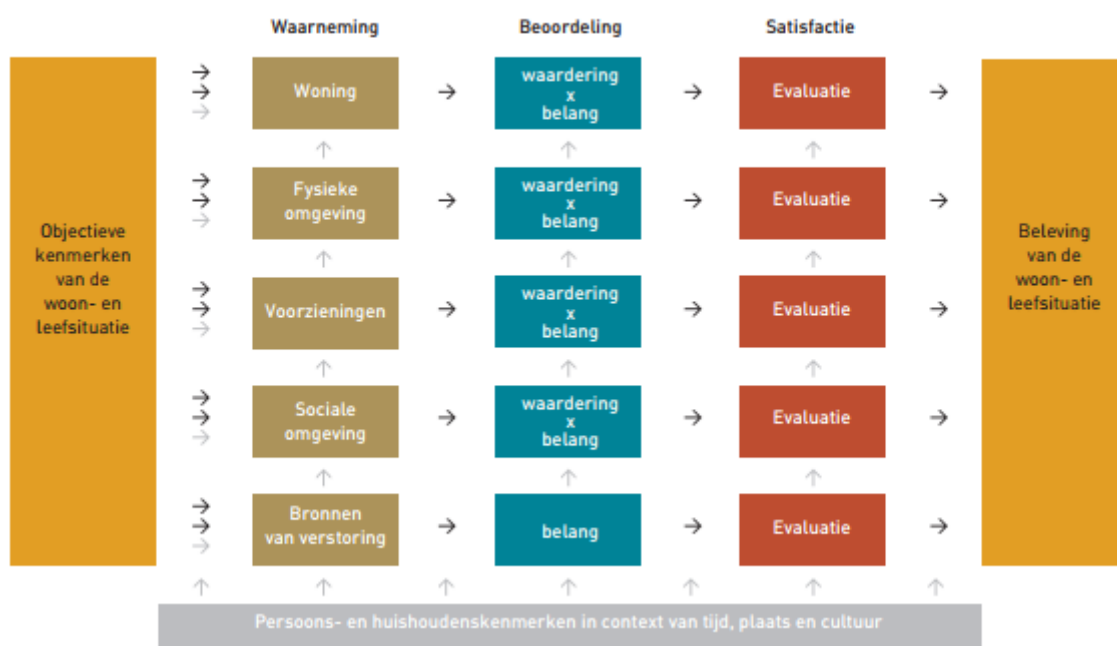 Waarneming
Beoordeling
Satisfactie
Objectieve
kenmerken
van de
woon- en
leefsituatie
Woning
waardering
x
belang
Evaluatie
Fysieke
omgeving
waardering
x
belang
Evaluatie
Voorzieningen
waardering
x
belang
Evaluatie
Sociale
omgeving
waardering
x
belang
Evaluatie
Bronnen
van verstoring
belang
Evaluatie
Beleving
van de
woon- en
leefsituatie
Persoons- en huishoudenskenmerken in context van tijd, plaats en cultuur